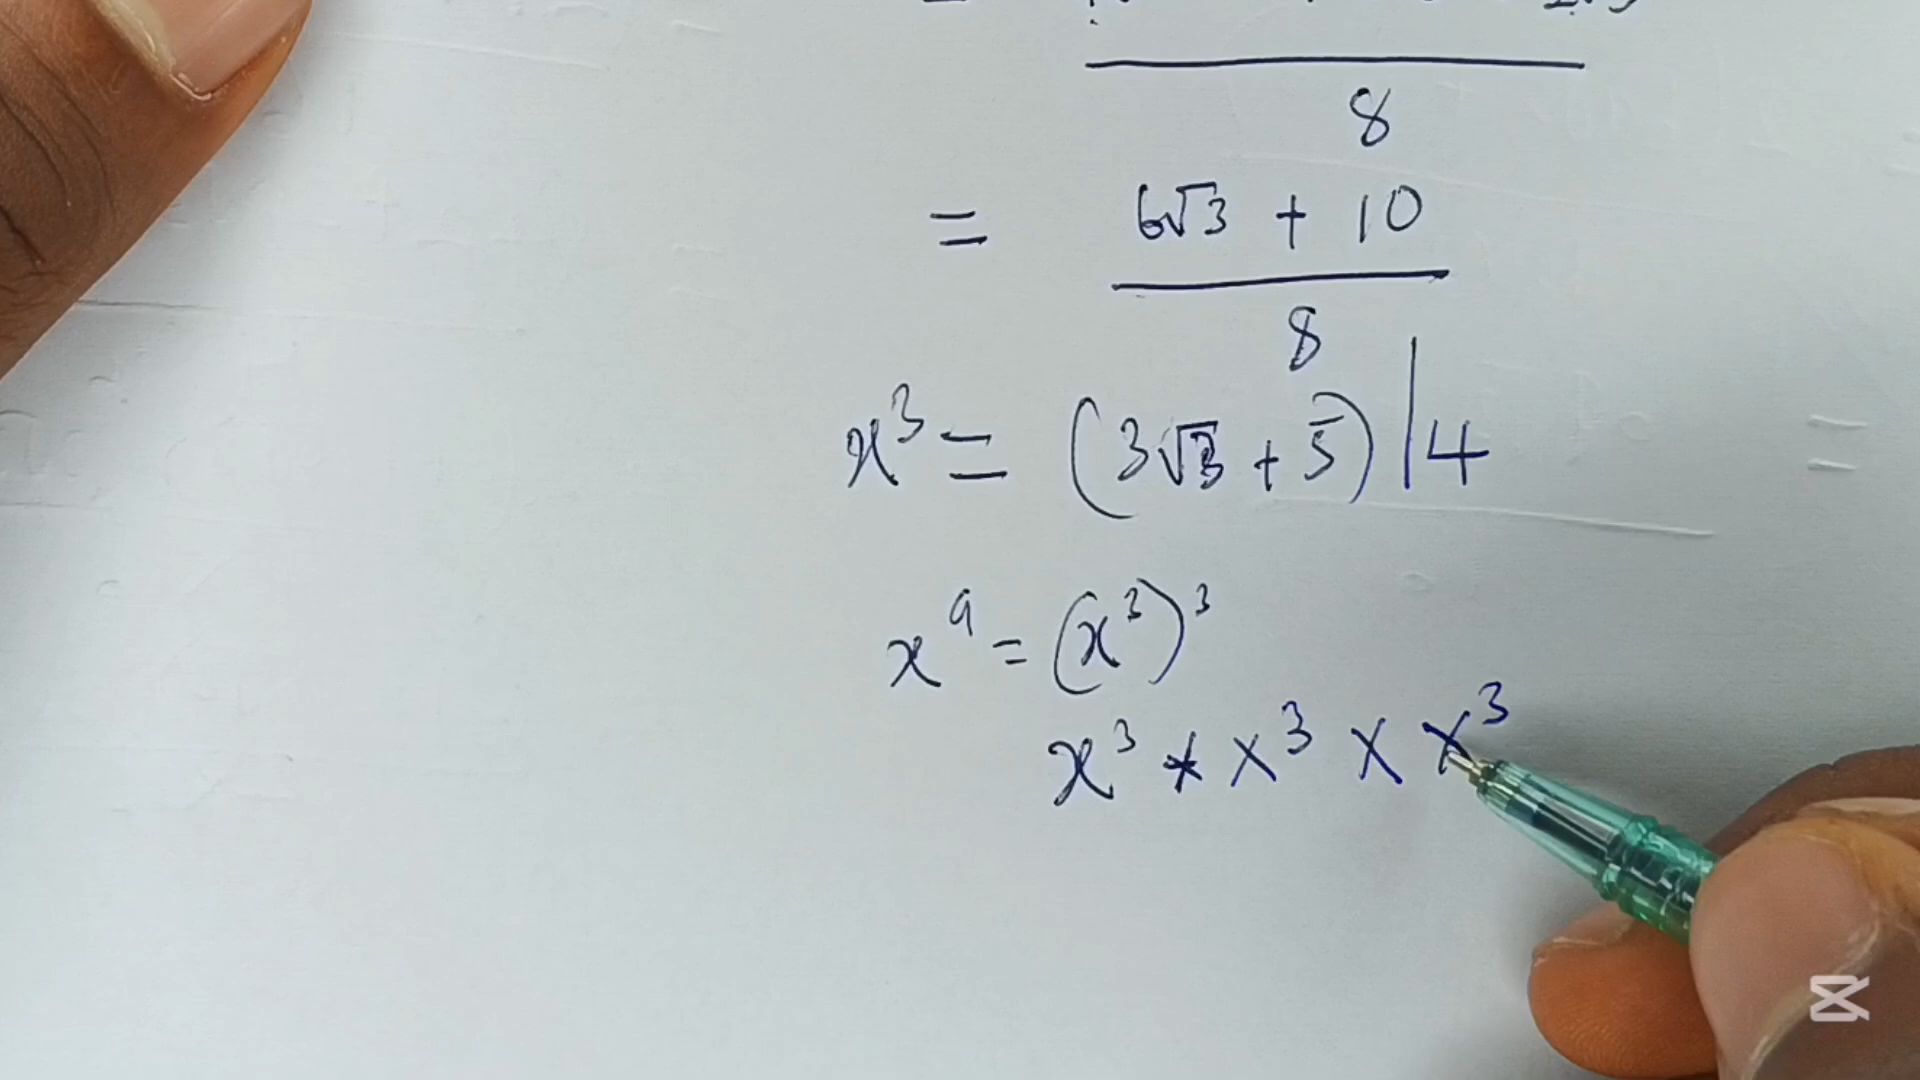 8
= 6√3 + 10
8
x³ = (3√3 + 5) | 4
=
x⁹ = (x³)³
x³ × x³ × x³